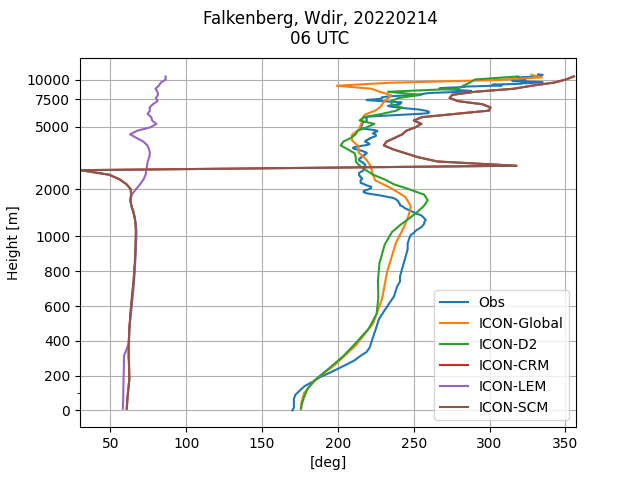 Falkenberg, Wdir, 20220214
06 UTC
Height [m]
10000
7500
5000
2000
1000
800
600
400
200
0
Obs
ICON-Global
ICON-D2
ICON-CRM
ICON-LEM
ICON-SCM
50 100 150 200 250 300 350
[deg]